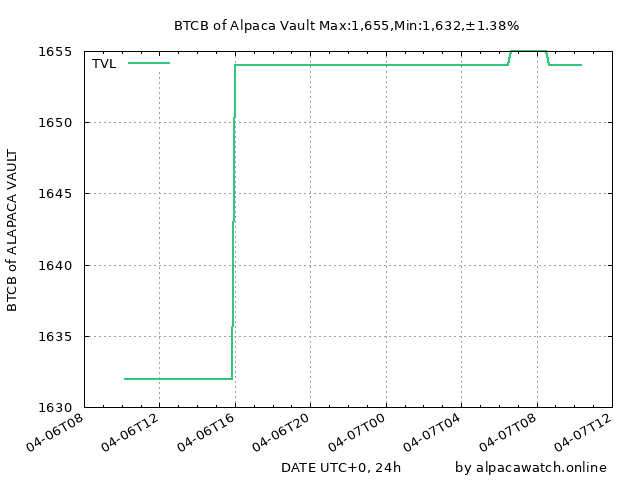 BTCB of Alpaca Vault Max:1,655,Min:1,632,±1.38%
TVL
BTCB of ALAPACA VAULT
1655
1650
1645
1640
1635
1630
04-06T08
04-06T12
04-06T16
04-06T20
04-07T00
04-07T04
04-07T08
04-07T12
DATE UTC+0, 24h
by alpacawatch.online